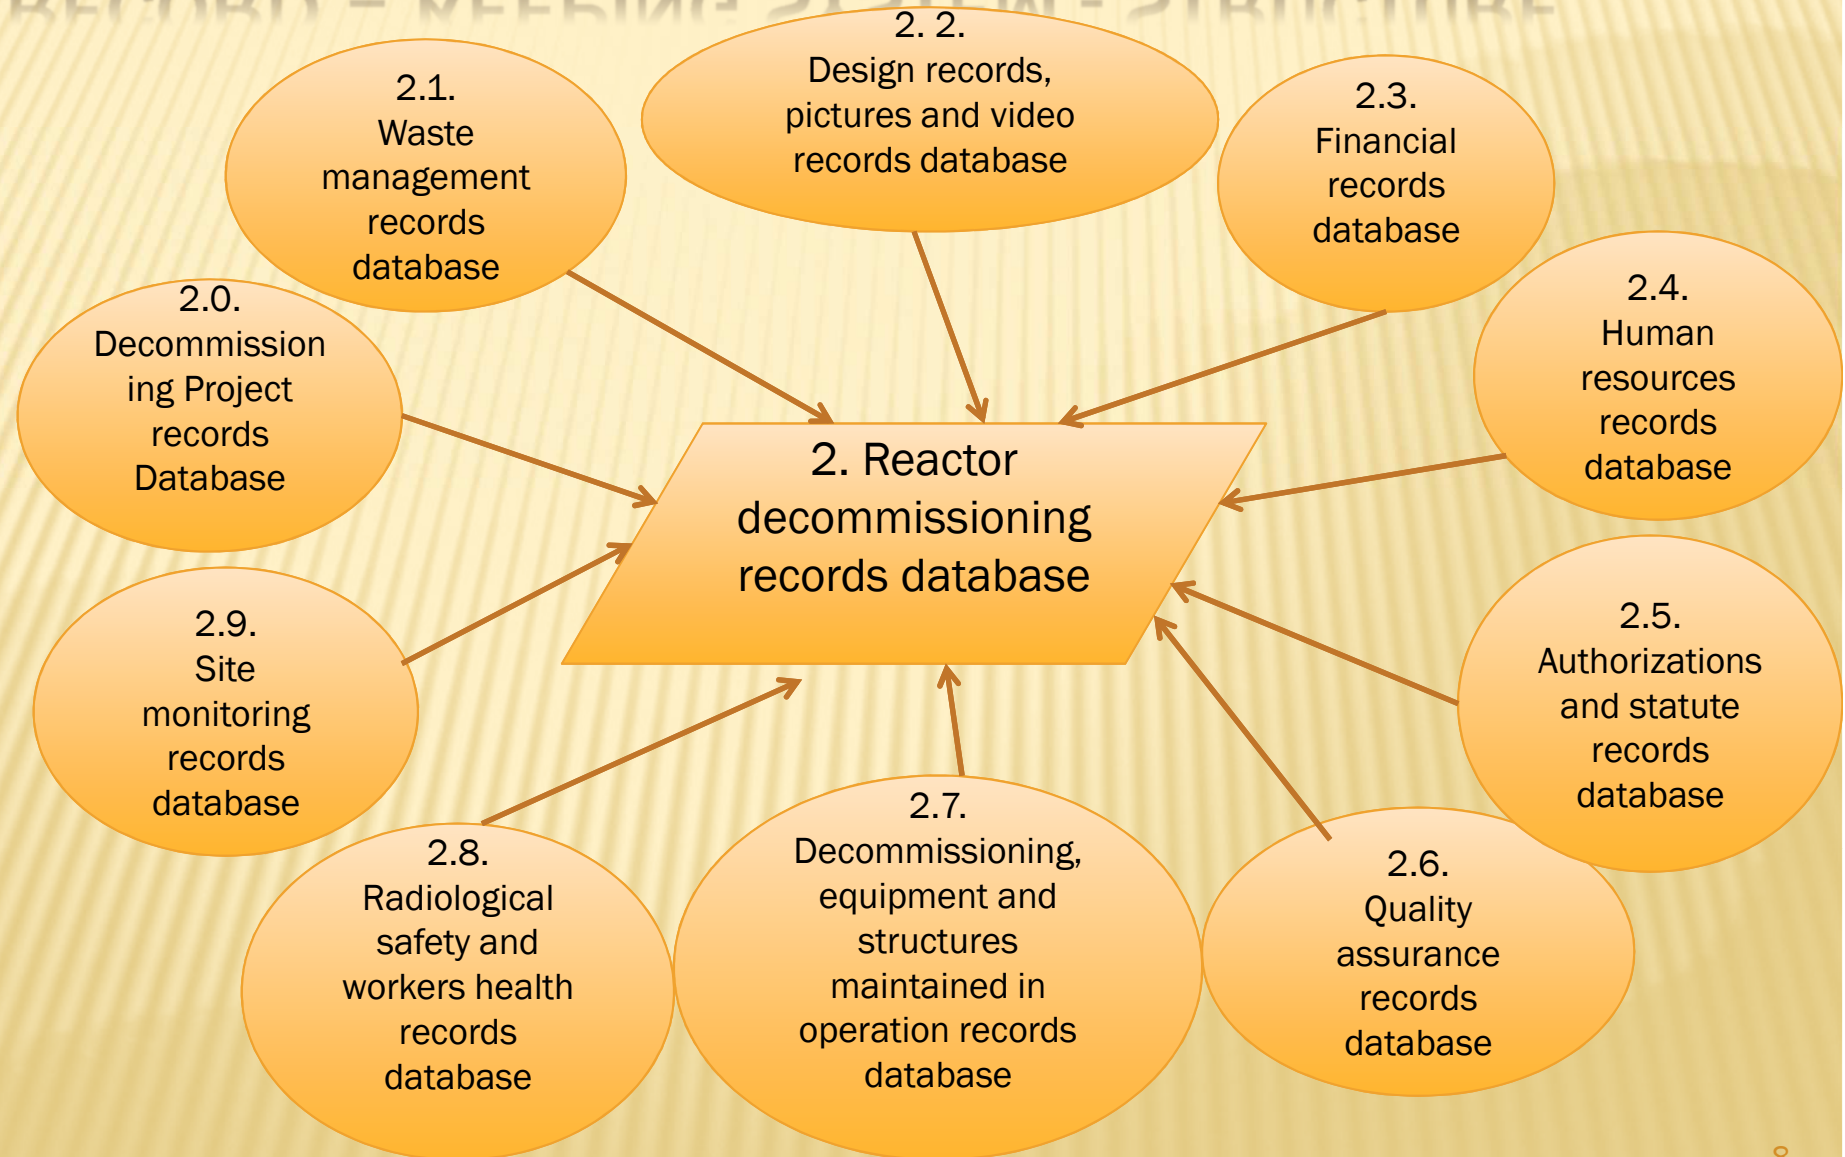 RECORD – KEEPING SYSTEM - STRUCTURE
2. 2.
Design records,
pictures and video
records database
2.1.
Waste
management
records
database
2.3.
Financial
records
database
2.0.
Decommission
ing Project
records
Database
2.4.
Human
resources
records
database
2. Reactor
decommissioning
records database
2.9.
Site
monitoring
records
database
2.5.
Authorizations
and statute
records
database
2.8.
Radiological
safety and
workers health
records
database
2.7.
Decommissioning,
equipment and
structures
maintained in
operation records
database
2.6.
Quality
assurance
records
database